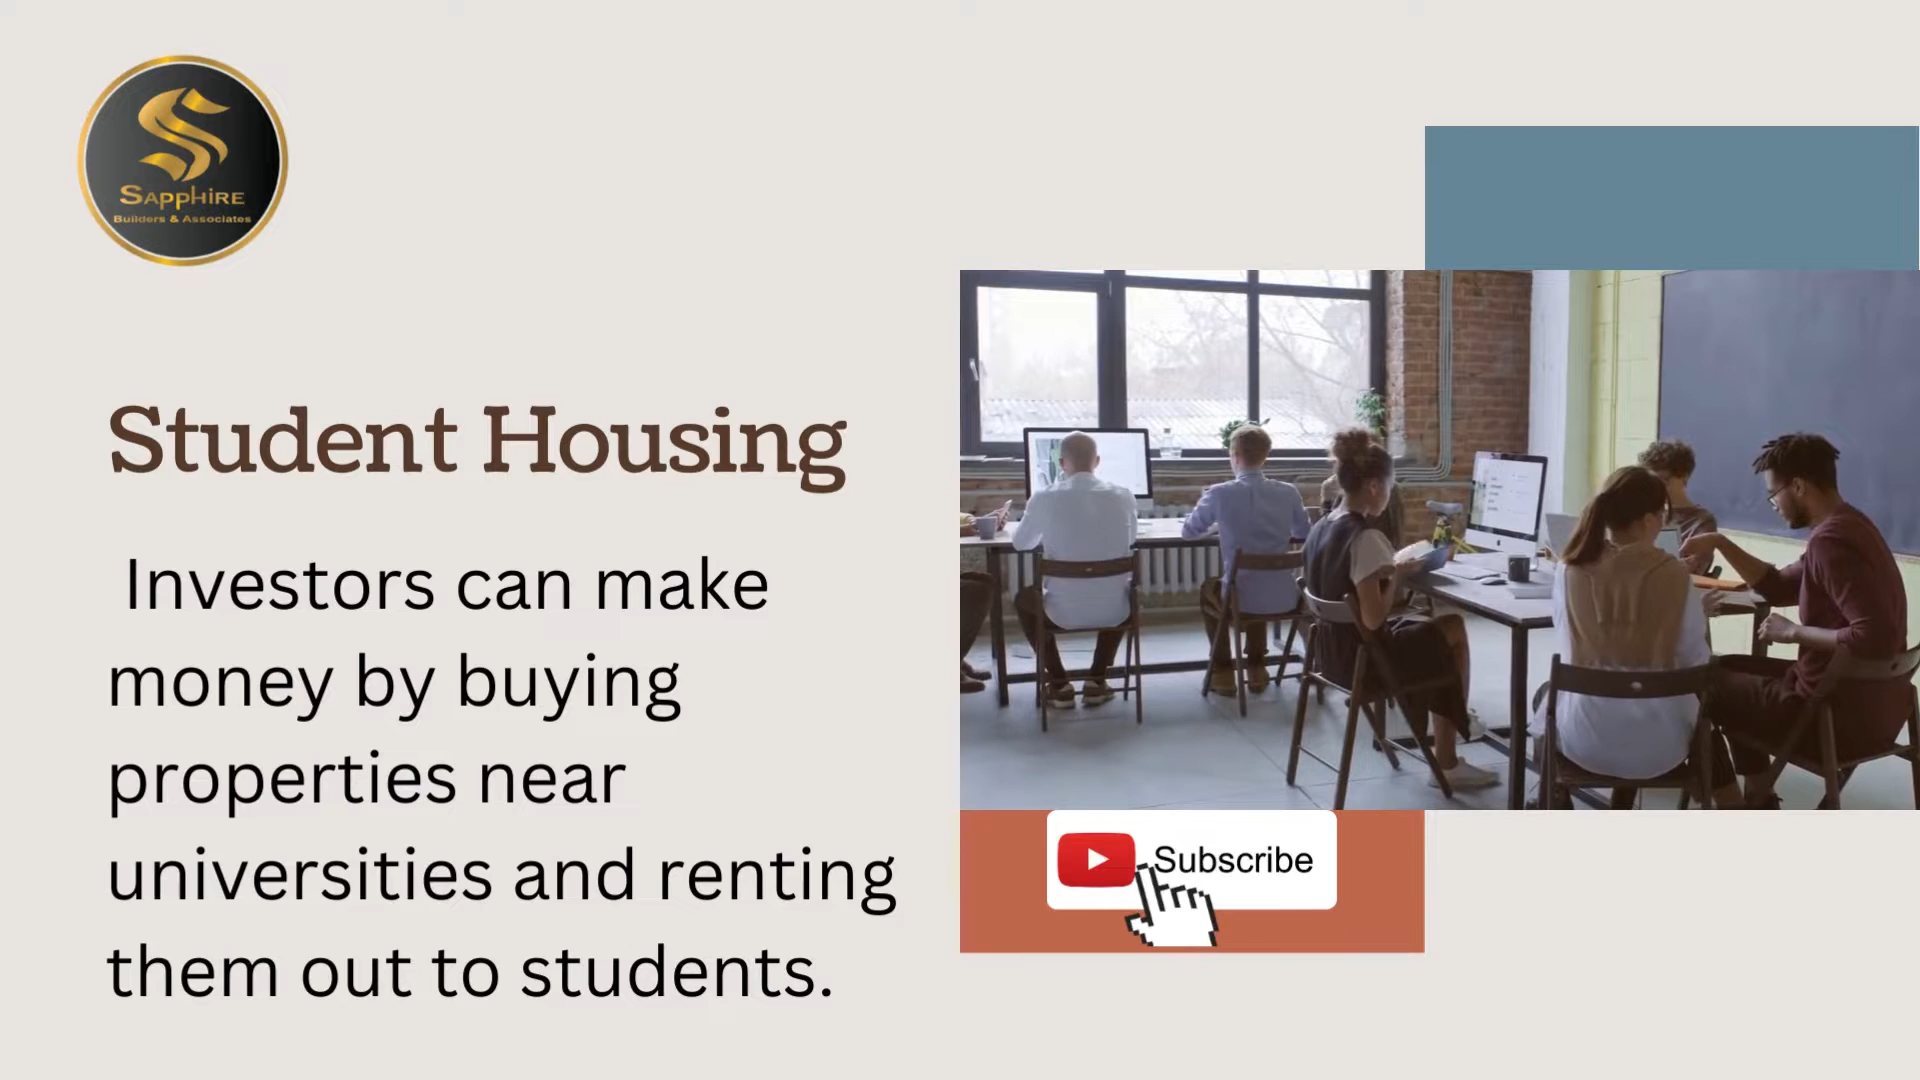 SAPPHIRE
Builders & Associates
Student Housing
Investors can make
money by buying
properties near
universities and renting
them out to students.
Subscribe